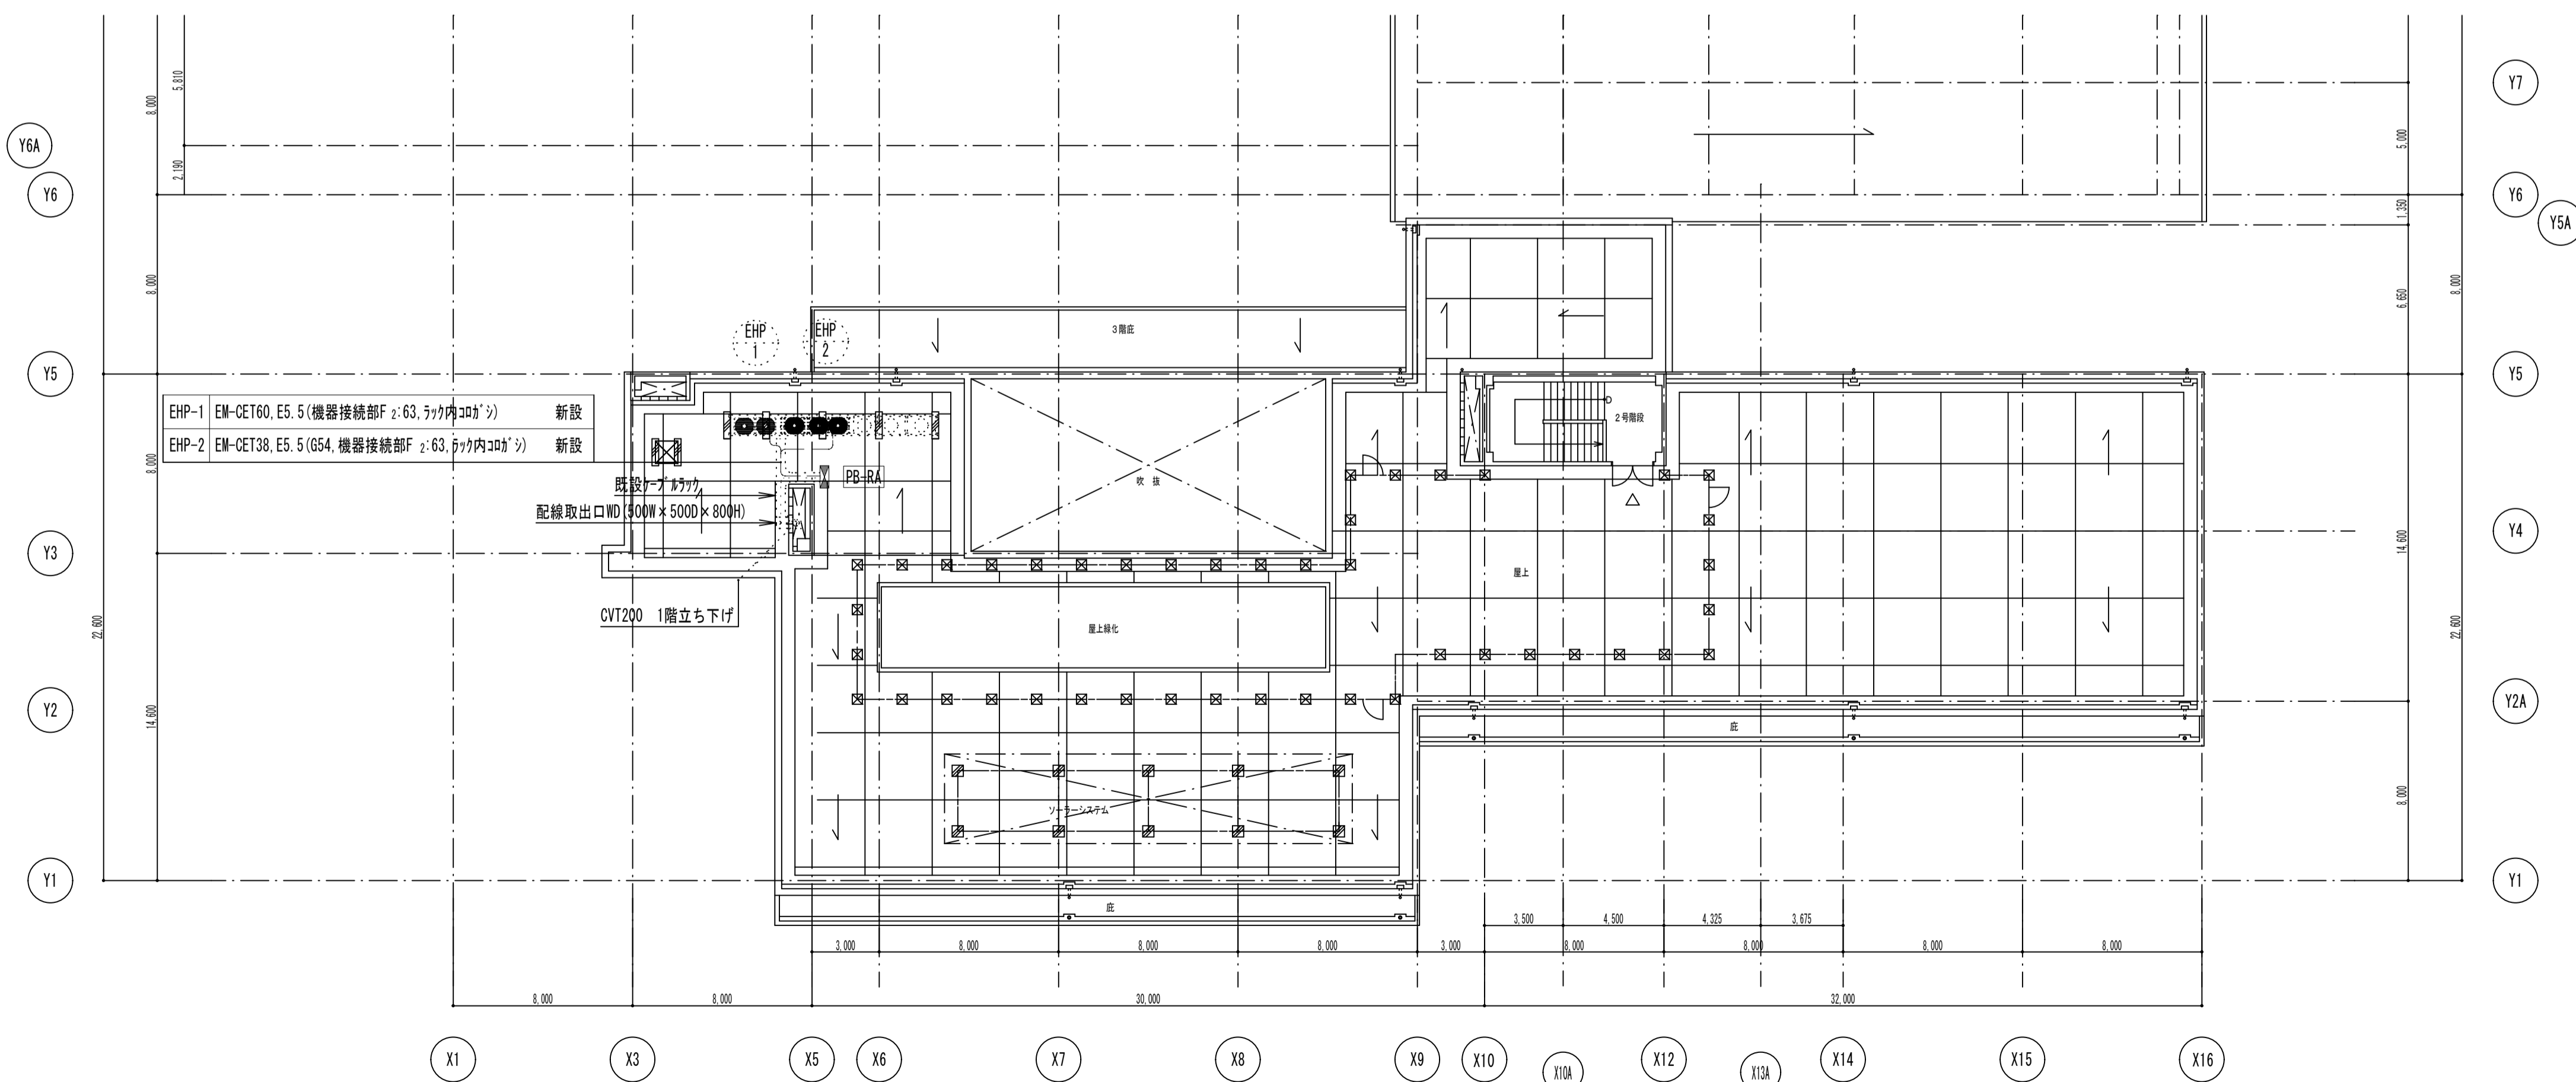 Y7
Y6A
Y6
Y6
Y5A
Y5
Y5
Y3
Y4
Y2
Y2A
Y1
Y1
8,000
5,810
2,190
8,000
8,000
22,600
14,600
5,000
1,350
6,650
8,000
14,600
22,600
8,000
3階庇
EHP
1
EHP
2
EHP-1 EM-CET60, E5.5(機器接続部F2:63, ラック内コロガシ) 新設
EHP-2 EM-CET38, E5.5(G54, 機器接続部F2:63, ラック内コロガシ) 新設
2号階段
PB-RA
吹 抜
既設ケーブルラック
配線取出口WD(500W×500D×800H)
屋上
CVT200 1階立ち下げ
屋上緑化
庇
ソーラーシステム
庇
3,500 4,500 4,325 3,675
3,000 8,000 8,000 8,000 3,000 8,000 8,000 8,000 8,000
8,000 8,000 30,000 32,000
X1 X3 X5 X6 X7 X8 X9 X10 X10A X12 X13A X14 X15 X16